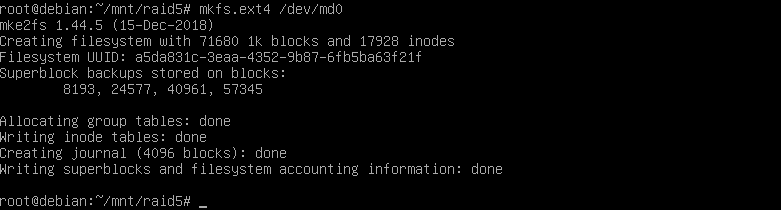 root@debian:~/mnt/raid5# mkfs.ext4 /dev/md0
mke2fs 1.44.5 (15-Dec-2018)
Creating filesystem with 71680 1k blocks and 17928 inodes
Filesystem UUID: a5da831c-3eaa-4352-9b87-6fb5ba63f21f
Superblock backups stored on blocks:
        8193, 24577, 40961, 57345
Allocating group tables: done
Writing inode tables: done
Creating journal (4096 blocks): done
Writing superblocks and filesystem accounting information: done
root@debian:~/mnt/raid5# _